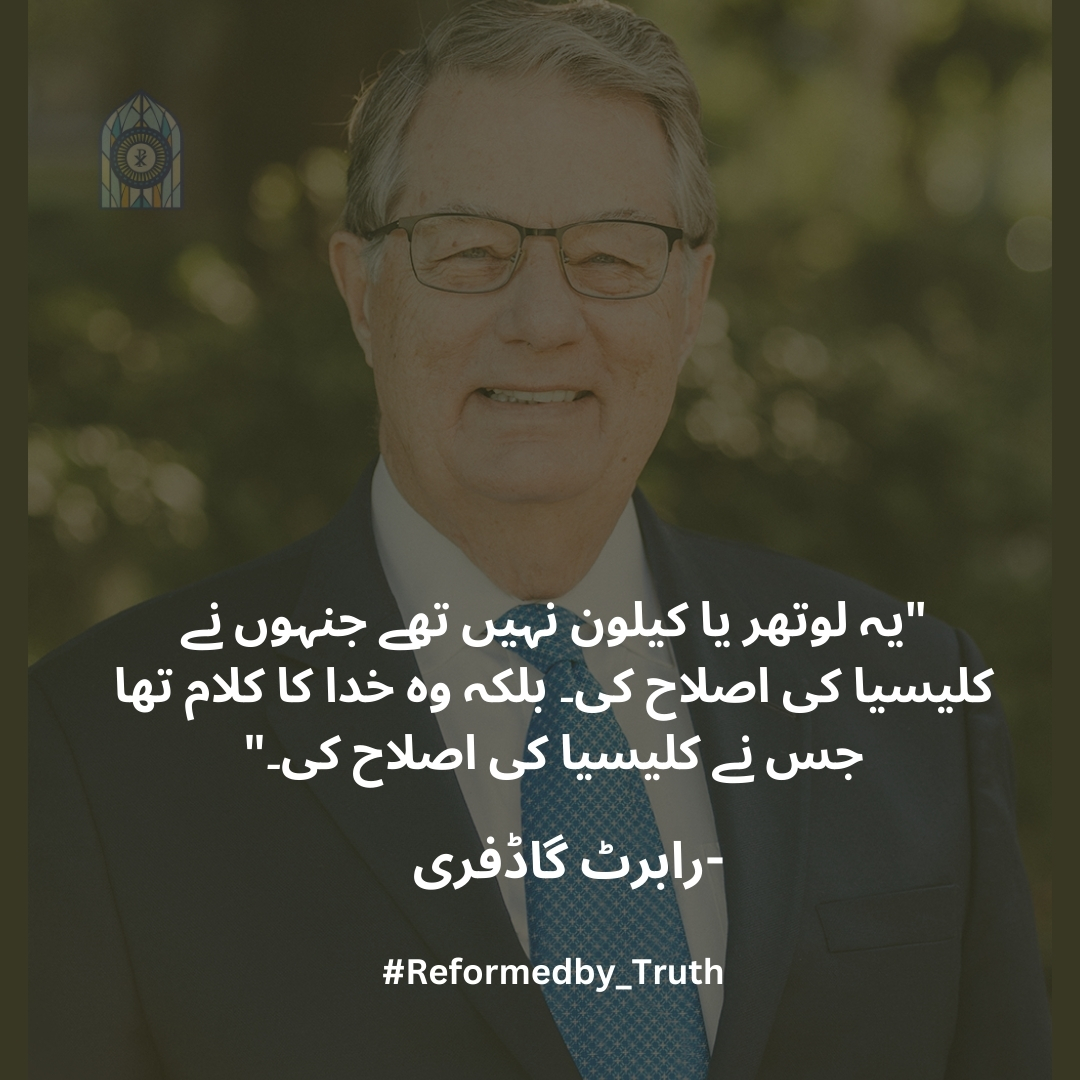 "یہ لوتھر یا کیلون نہیں تھے جنہوں نے
کلیسیا کی اصلاح کی۔ بلکہ وہ خدا کا کلام تھا
جس نے کلیسیا کی اصلاح کی۔"
-رابرٹ گاڈفری
#Reformedby_Truth